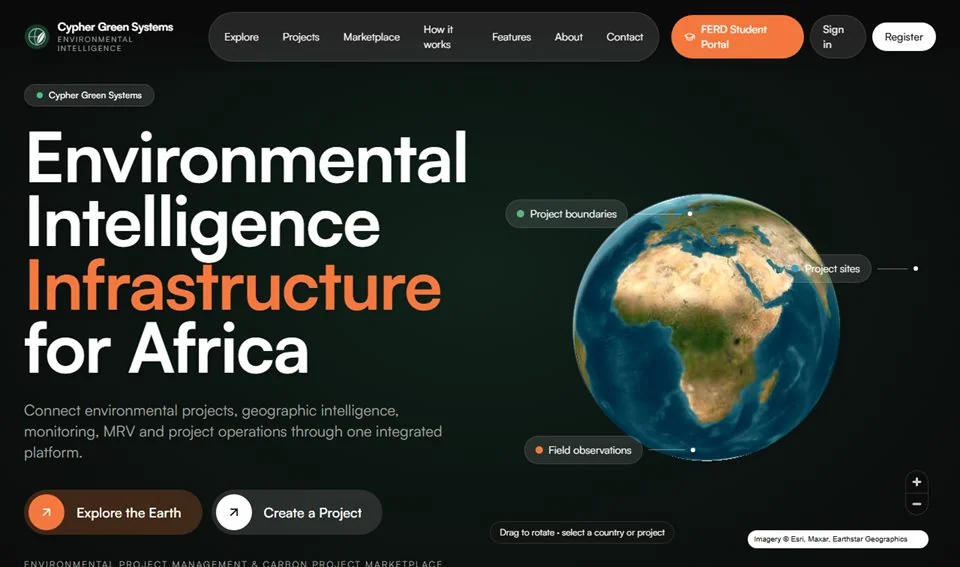 Cypher Green Systems
ENVIRONMENTAL
INTELLIGENCE
Explore
Projects
Marketplace
How it
works
Features
About
Contact
FERD Student
Portal
Sign
in
Register
Cypher Green Systems
Environmental
Intelligence
Infrastructure
for Africa
Connect environmental projects, geographic intelligence,
monitoring, MRV and project operations through one integrated
platform.
Explore the Earth
Create a Project
Project boundaries
Project sites
Field observations
Drag to rotate · select a country or project
+
−
Imagery © Esri, Maxar, Earthstar Geographics
ENVIRONMENTAL PROJECT MANAGEMENT & CARBON PROJECT MARKETPLACE